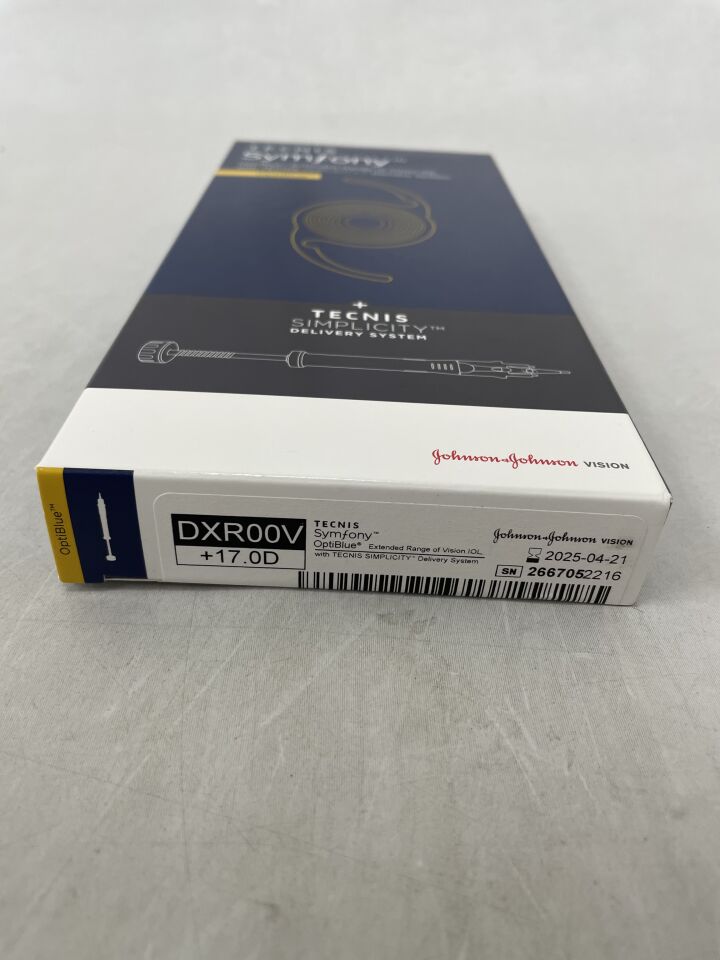 TECNIS
Symfony™
+
TECNIS
SIMPLICITY™
DELIVERY SYSTEM
Johnson & Johnson VISION
OptiBlue™
DXR00V
+17.0D
TECNIS
Symfony™
OptiBlue® Extended Range of Vision IOL
with TECNIS SIMPLICITY™ Delivery System
Johnson & Johnson VISION
2025-04-21
SN 2667052216